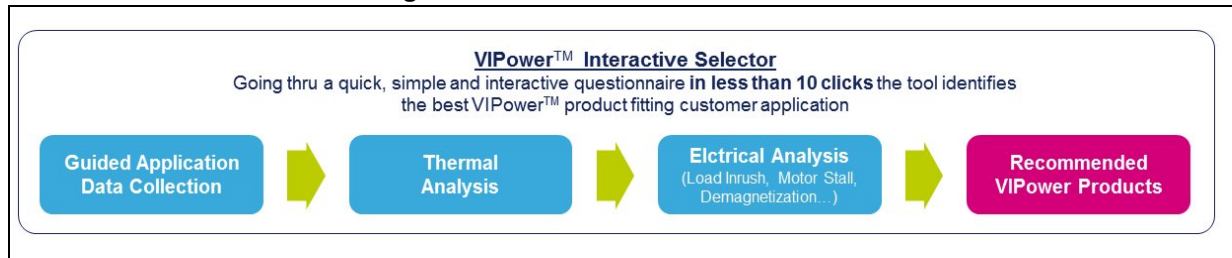 VIPower™ Interactive Selector
Going thru a quick, simple and interactive questionnaire in less than 10 clicks the tool identifies
the best VIPower™ product fitting customer application
Guided Application
Data Collection
Thermal
Analysis
Elctrical Analysis
(Load Inrush, Motor Stall,
Demagnetization…)
Recommended
VIPower Products